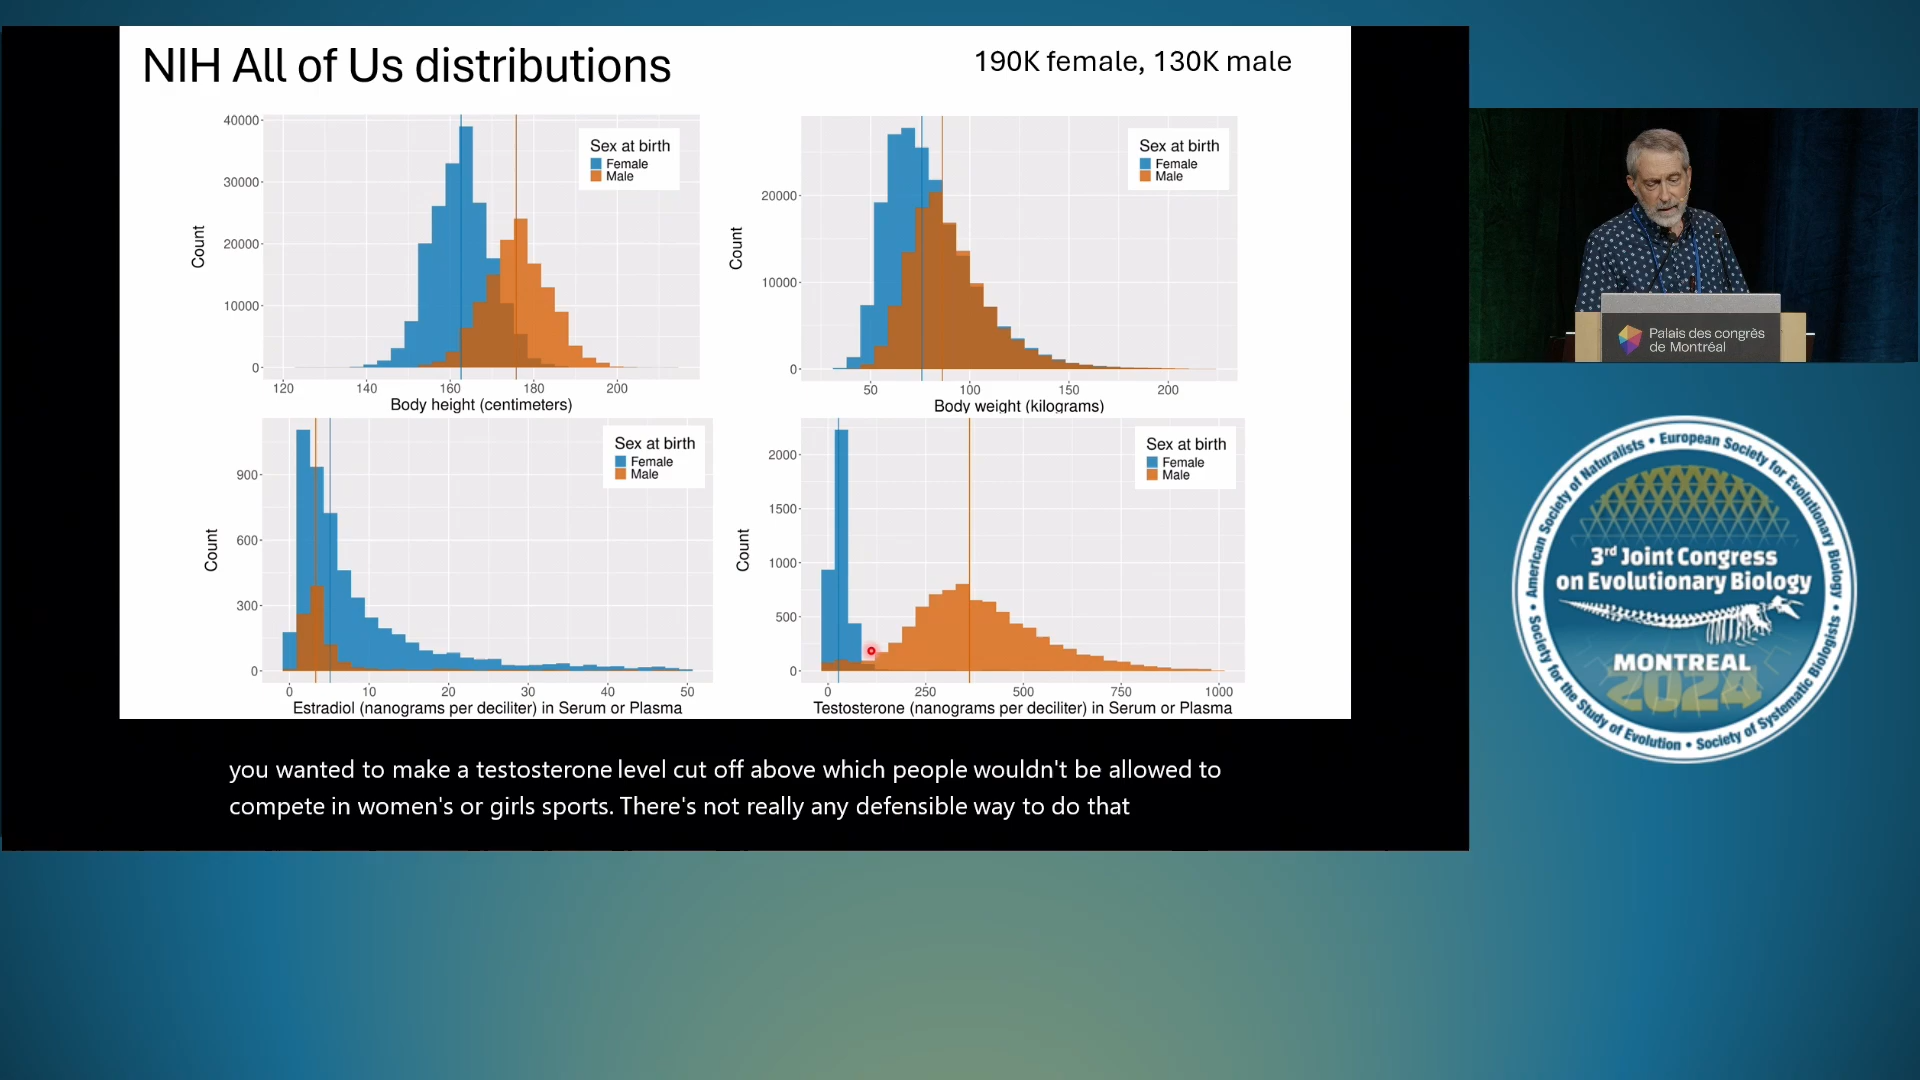 NIH All of Us distributions
190K female, 130K male
40000
30000
20000
10000
0
Count
120 140 160 180 200
Body height (centimeters)
Sex at birth
Female
Male
20000
10000
0
Count
50 100 150 200
Body weight (kilograms)
Sex at birth
Female
Male
900
600
300
0
Count
0 10 20 30 40 50
Estradiol (nanograms per deciliter) in Serum or Plasma
Sex at birth
Female
Male
2000
1500
1000
500
0
Count
0 250 500 750 1000
Testosterone (nanograms per deciliter) in Serum or Plasma
Sex at birth
Female
Male
you wanted to make a testosterone level cut off above which people wouldn't be allowed to
compete in women's or girls sports. There's not really any defensible way to do that
Palais des congrès
de Montréal
American Society of Naturalists • European Society for Evolutionary Biology • Society of Systematic Biologists • Society for the Study of Evolution •
3rd Joint Congress
on Evolutionary Biology
MONTREAL
2024